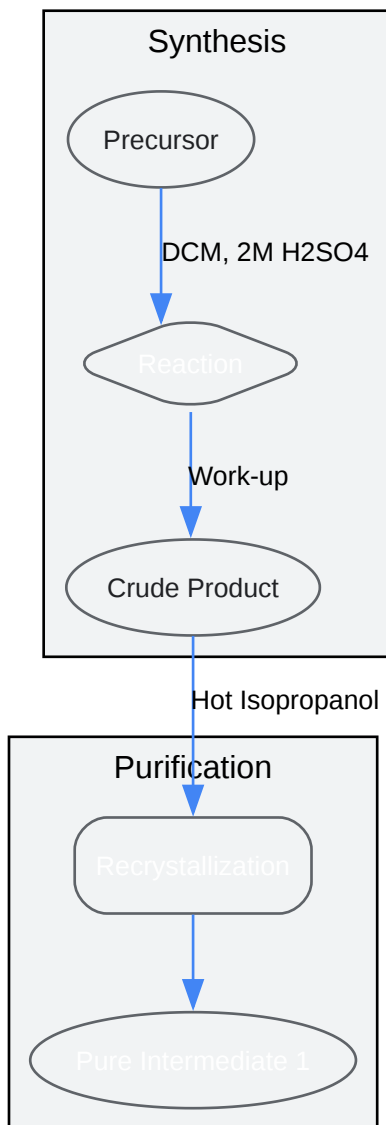 Synthesis
Precursor
DCM, 2M H2SO4
Reaction
Work-up
Crude Product
Hot Isopropanol
Purification
Recrystallization
Pure Intermediate 1